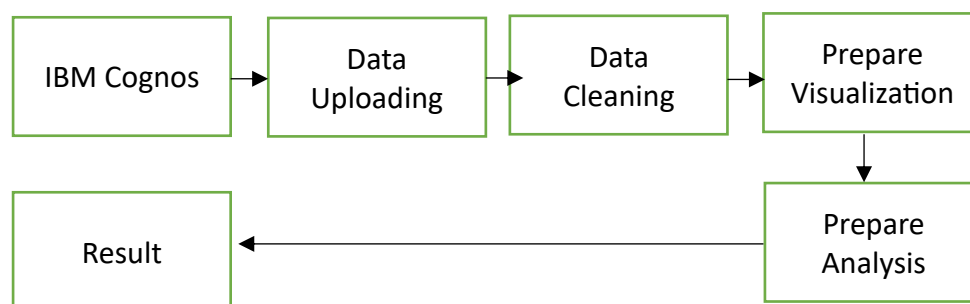 IBM Cognos
Data
Uploading
Data
Cleaning
Prepare
Visualization
Prepare
Analysis
Result